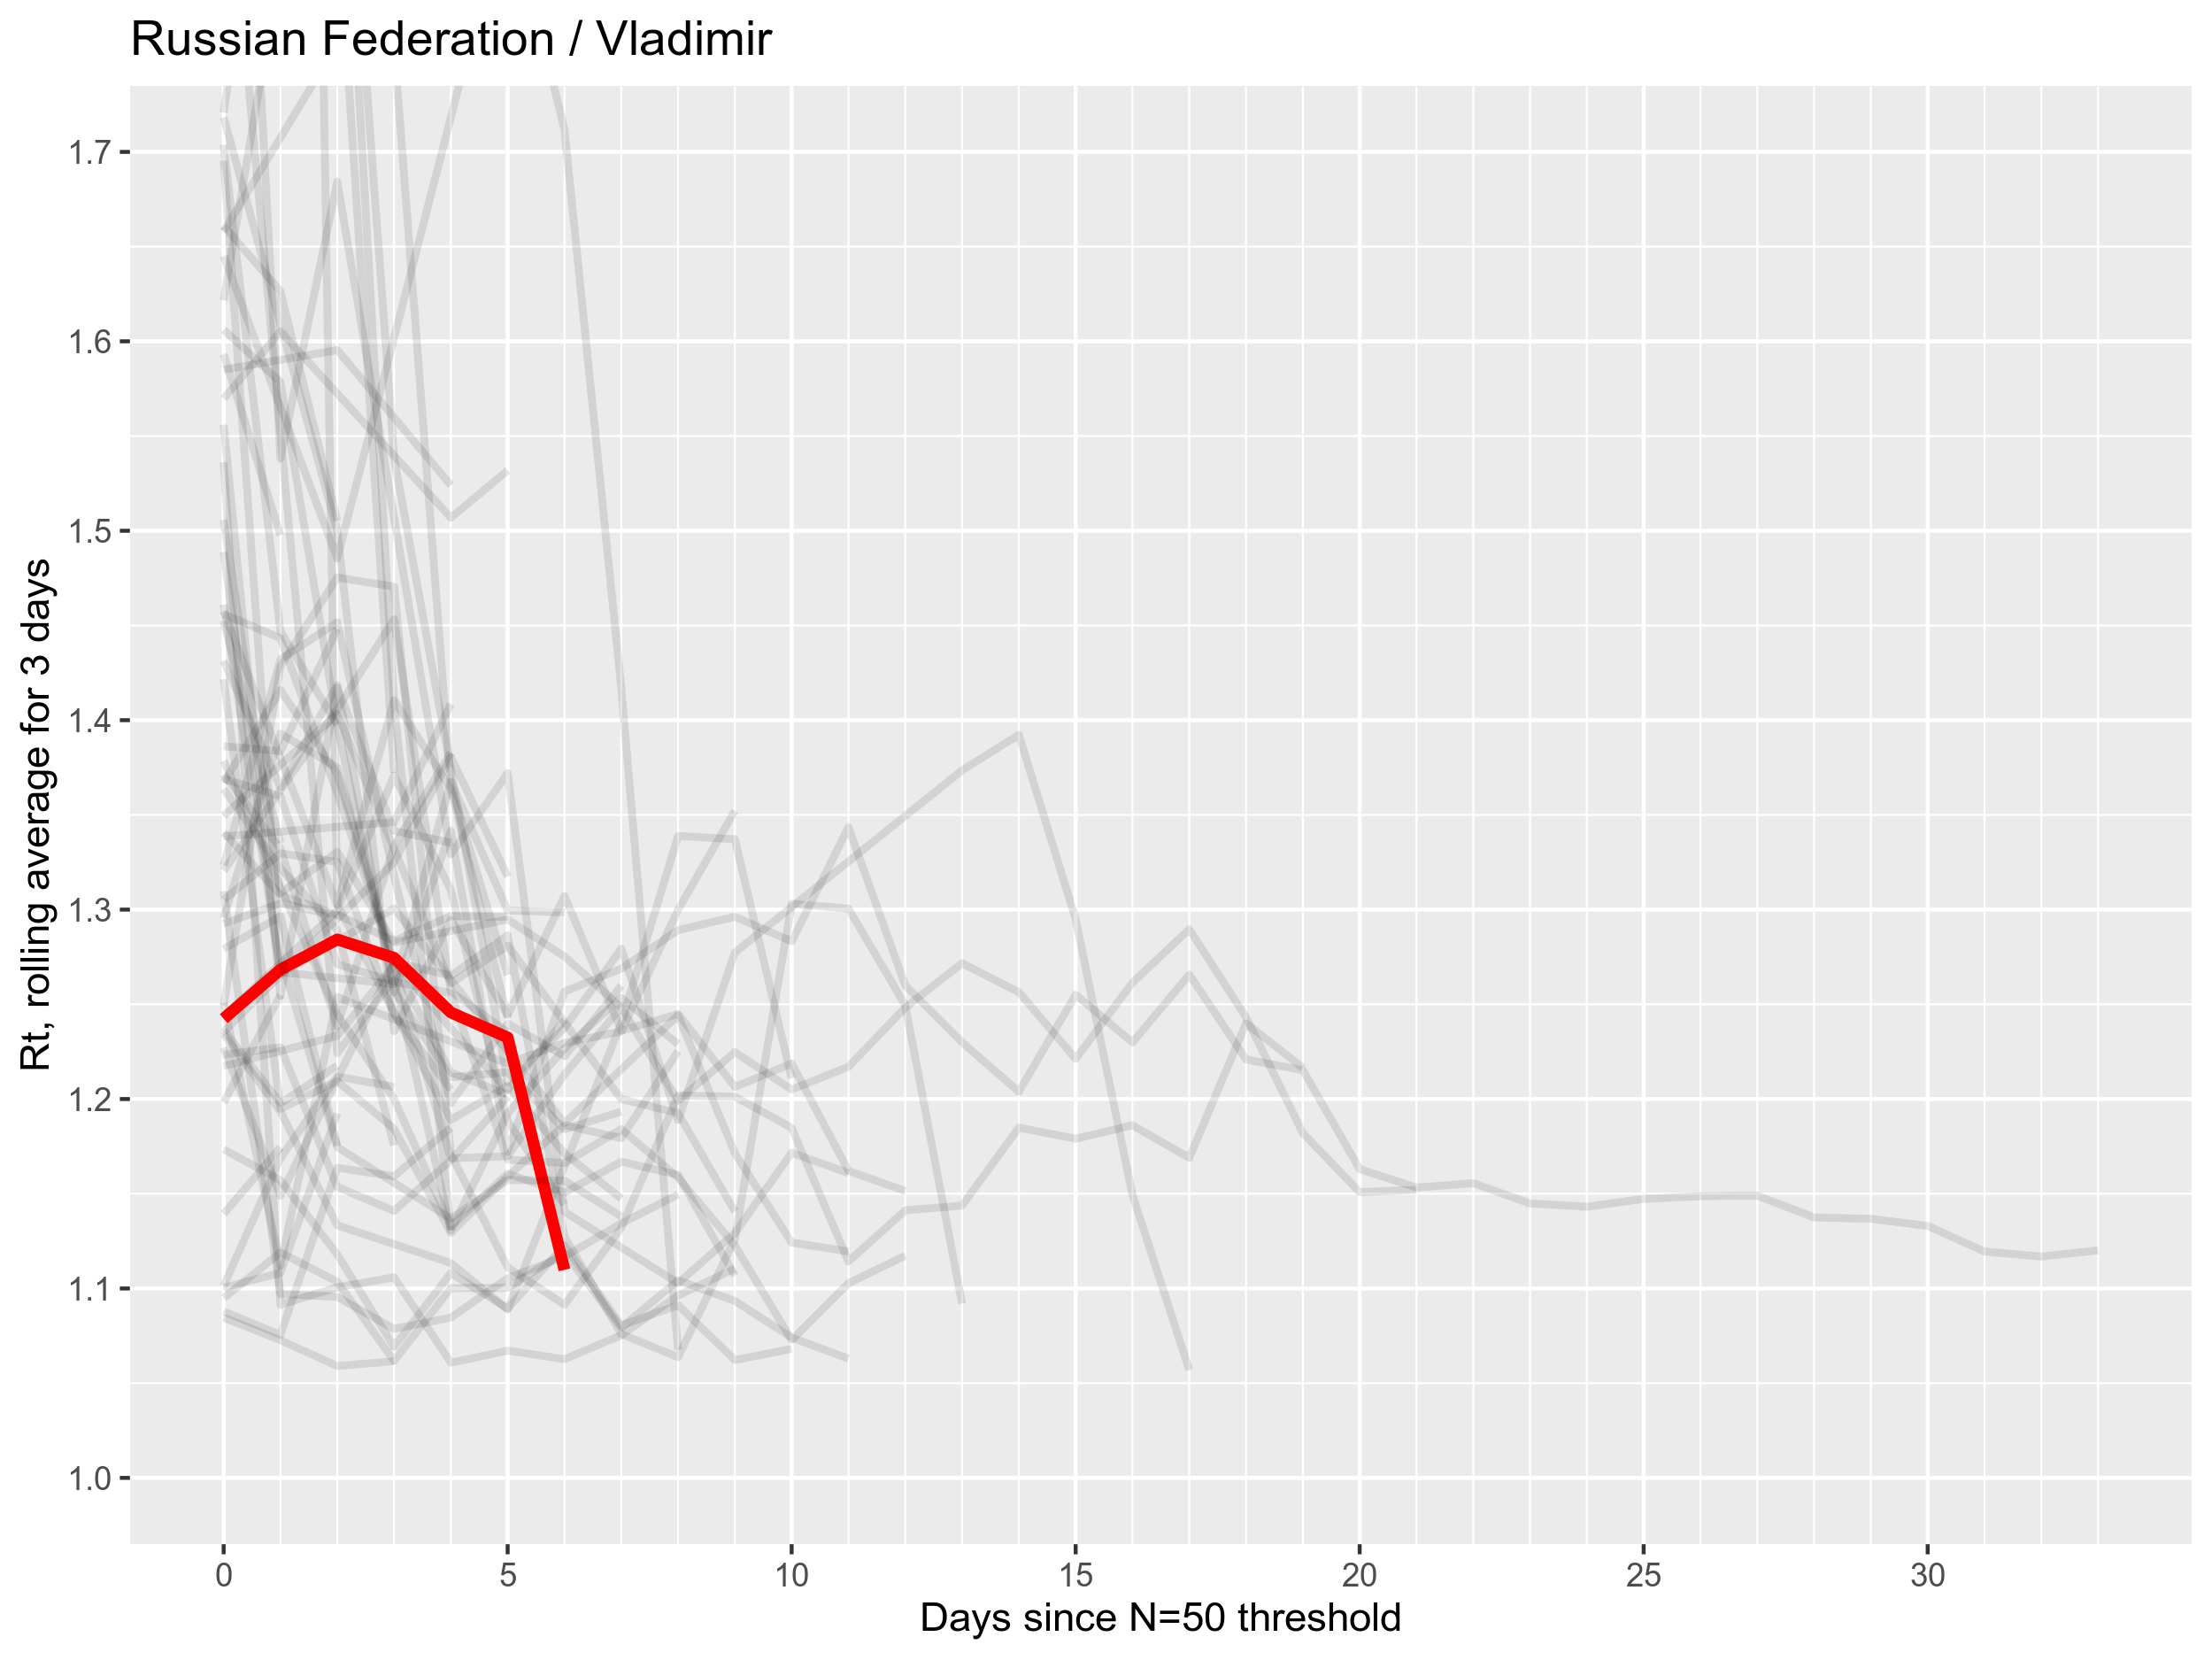 Russian Federation / Vladimir
Rt, rolling average for 3 days
1.7
1.6
1.5
1.4
1.3
1.2
1.1
1.0
0 5 10 15 20 25 30
Days since N=50 threshold